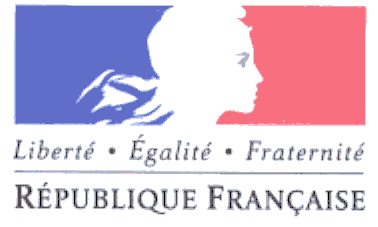 Liberté • Égalité • Fraternité
RÉPUBLIQUE FRANÇAISE